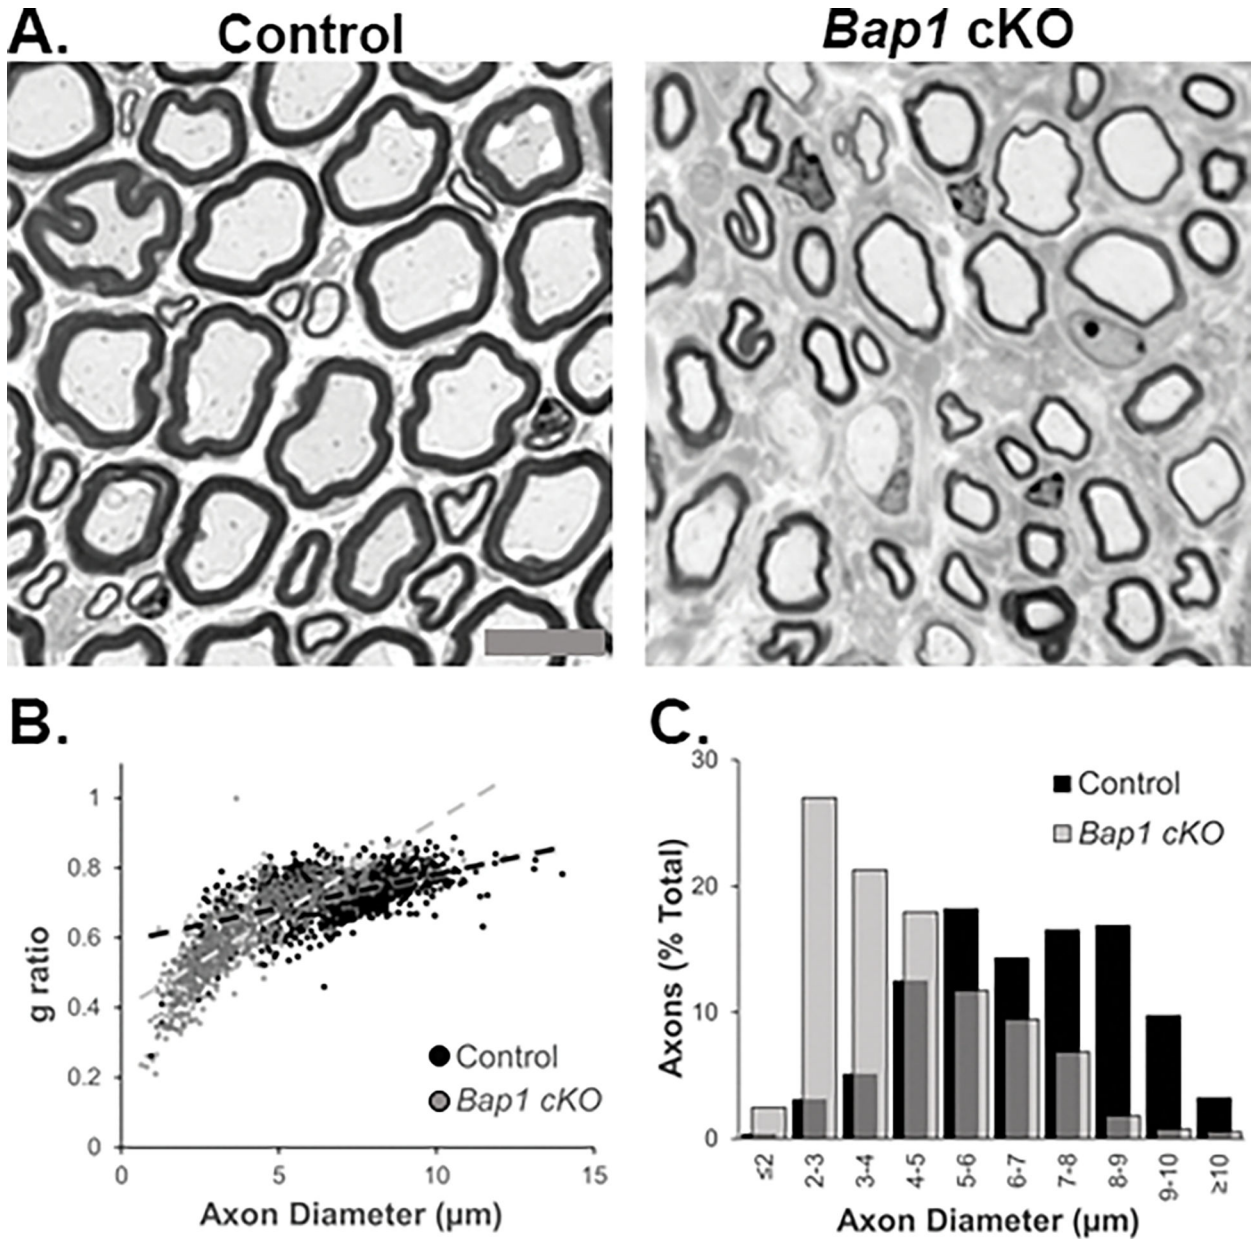 A.
Control
Bap1 cKO
B.
1
0.8
0.6
0.4
0.2
0
0
5
10
15
g ratio
Axon Diameter (µm)
Control
Bap1 cKO
C.
30
20
10
0
Axons (% Total)
Control
Bap1 cKO
≤2
2-3
3-4
4-5
5-6
6-7
7-8
8-9
9-10
≥10
Axon Diameter (µm)